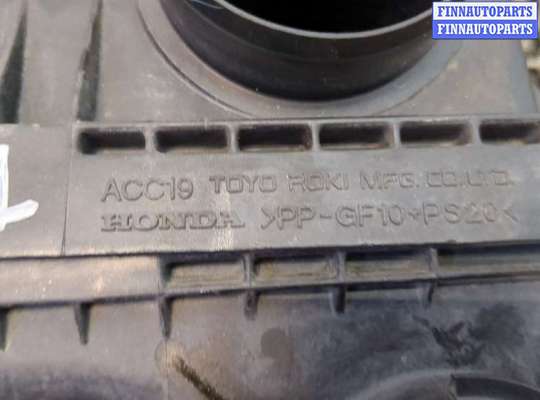 FINNAUTOPARTS
FINNAUTOPARTS
ACC19 TOYO ROKI MFG.CO.LTD.
HONDA >PP-GF10+PS20<